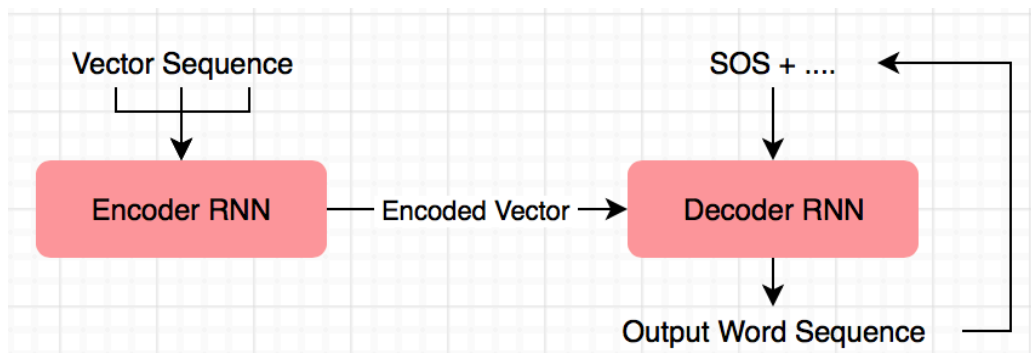 Vector Sequence
SOS + ....
Encoder RNN
Encoded Vector
Decoder RNN
Output Word Sequence